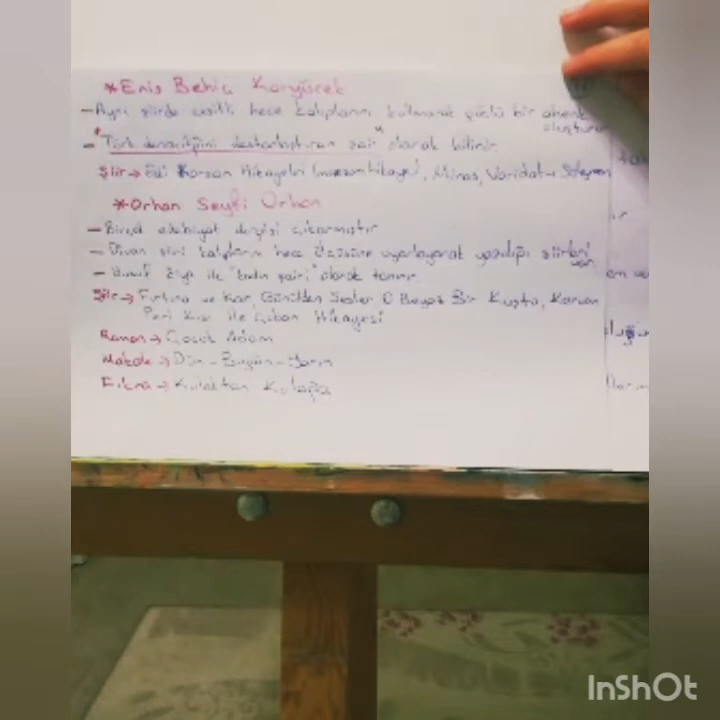 *Enis Behiç Koryürek
- Aynı şiirde çeşitli hece kalıplarını kullanarak güçlü bir ahenk oluşturur
- "Türk denizciliğini destanlaştıran şair" olarak bilinir
Şiir → Eski Korsan Hikayeleri (manzum hikaye), Miras, Varidat-ı Süleyman
*Orhan Seyfi Orhon
- Birçok edebiyat dergisi çıkarmıştır
- Divan şiiri kalıplarını hece ölçüsüne uyarlayarak yazdığı şiirleri
- Yusuf Ziya ile "kadın şairi" olarak tanınır
Şiir → Fırtına ve Kar, Gönülden Sesler O Beyaz Bir Kuştu, Kervan
Peri Kızı ile Çoban Hikayesi
Roman → Çocuk Adam
Makale → Dün - Bugün - Yarın
Fıkra → Kulaktan Kulağa
InShOt